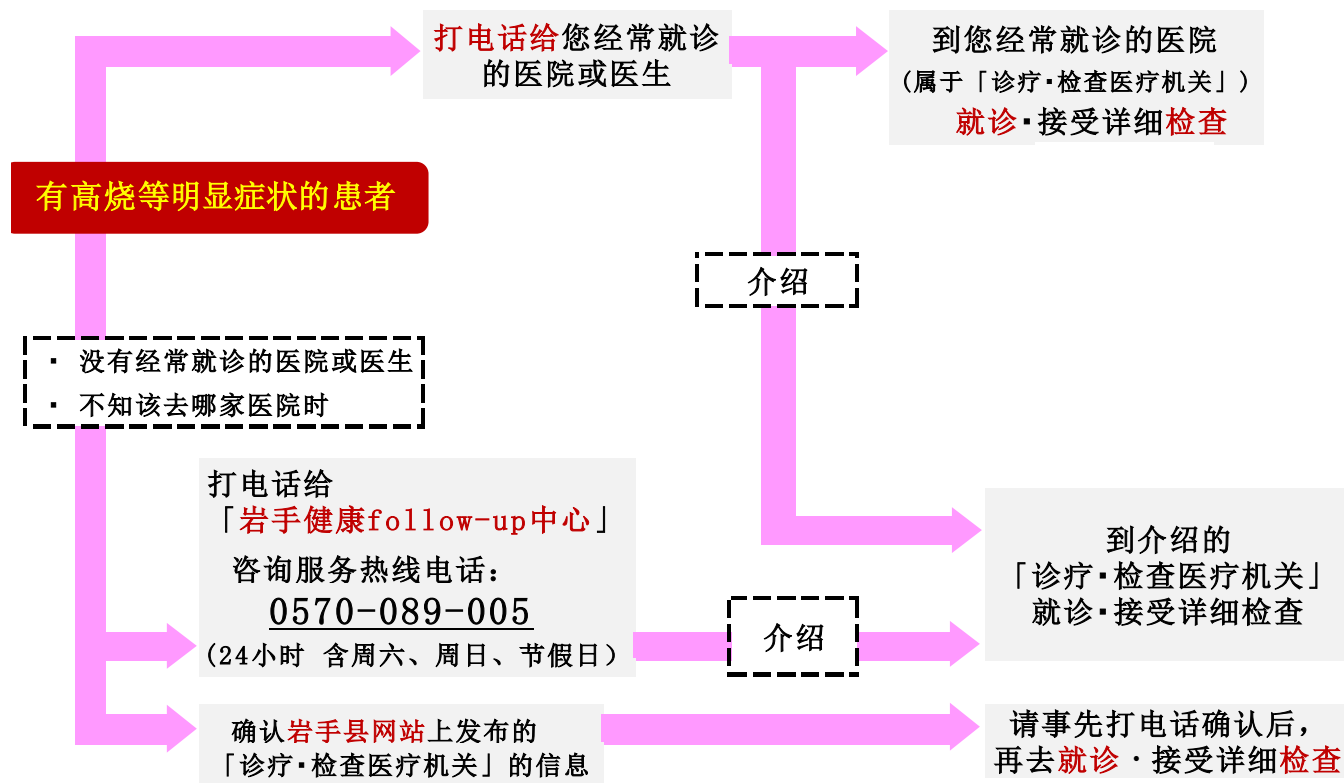 有高烧等明显症状的患者
打电话给您经常就诊
的医院或医生
到您经常就诊的医院
(属于「诊疗▪检查医疗机关」)
就诊▪接受详细检查
介绍
▪ 没有经常就诊的医院或医生
▪ 不知该去哪家医院时
打电话给
「岩手健康follow-up中心」
咨询服务热线电话：
0570-089-005
(24小时 含周六、周日、节假日)
介绍
到介绍的
「诊疗▪检查医疗机关」
就诊▪接受详细检查
确认岩手县网站上发布的
「诊疗▪检查医疗机关」的信息
请事先打电话确认后，
再去就诊·接受详细检查